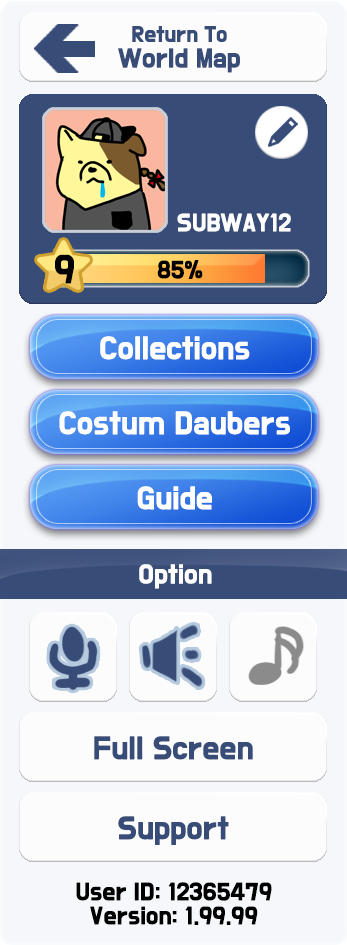 Return To
World Map
SUBWAY12
9
85%
Collections
Costum Daubers
Guide
Option
Full Screen
Support
User ID: 12365479
Version: 1.99.99